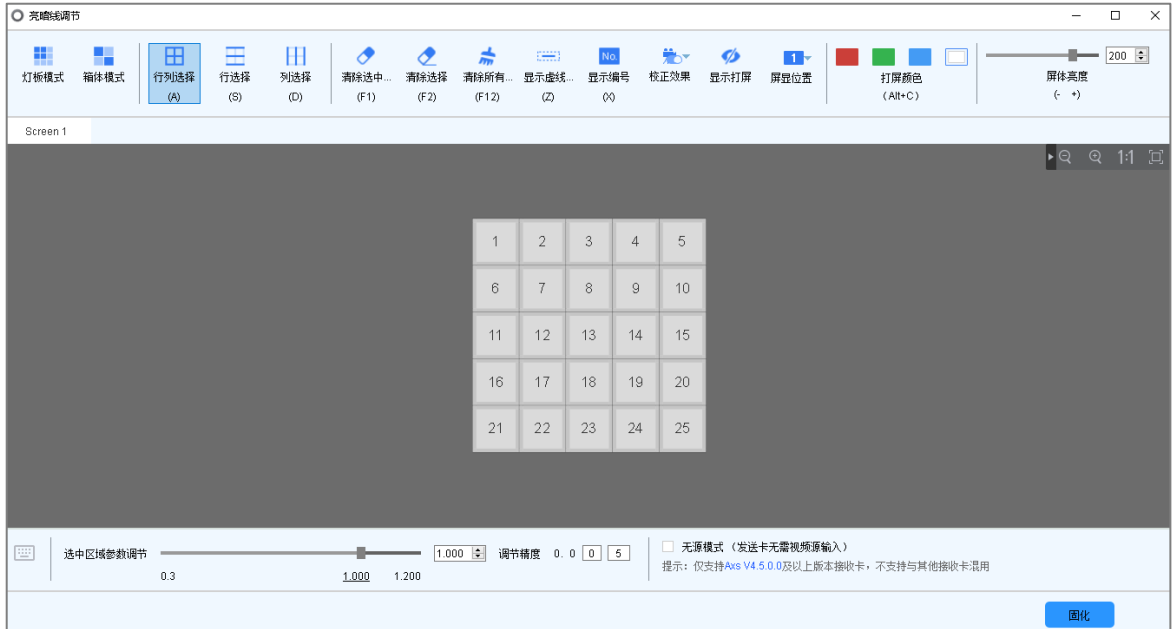 亮暗线调节
灯板模式 箱体模式 行列选择 行选择 列选择 清除选中... 清除选择 清除所有... 显示虚线... No. 显示编号 校正效果 显示打屏 1 屏显位置 打屏颜色 屏体亮度 200
(A) (S) (D) (F1) (F2) (F12) (Z) (X) (Alt+C) (- +)
Screen 1
1:1
1 2 3 4 5
6 7 8 9 10
11 12 13 14 15
16 17 18 19 20
21 22 23 24 25
选中区域参数调节 1.000 调节精度 0. 0 0 5
0.3 1.000 1.200
无源模式（发送卡无需视频源输入）
提示：仅支持Axs V4.5.0.0及以上版本接收卡，不支持与其他接收卡混用
固化